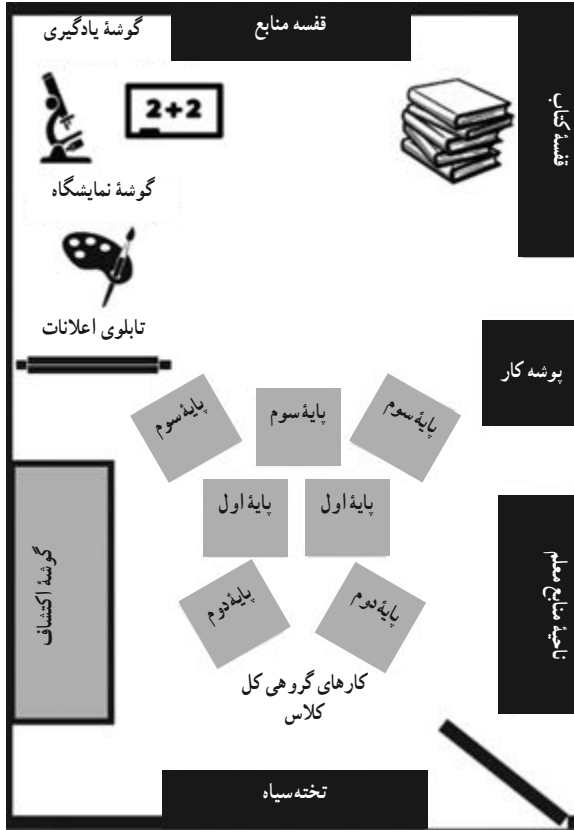 قفسه منابع
گوشهٔ یادگیری
2+2
قفسهٔ کتاب
گوشهٔ نمایشگاه
تابلوی اعلانات
پوشه کار
پایهٔ سوم
پایهٔ سوم
پایهٔ سوم
پایهٔ اول
پایهٔ اول
ناحیهٔ منابع معلم
گوشهٔ اکتشاف
پایهٔ دوم
پایهٔ دوم
کارهای گروهی کل
کلاس
تخته‌سیاه